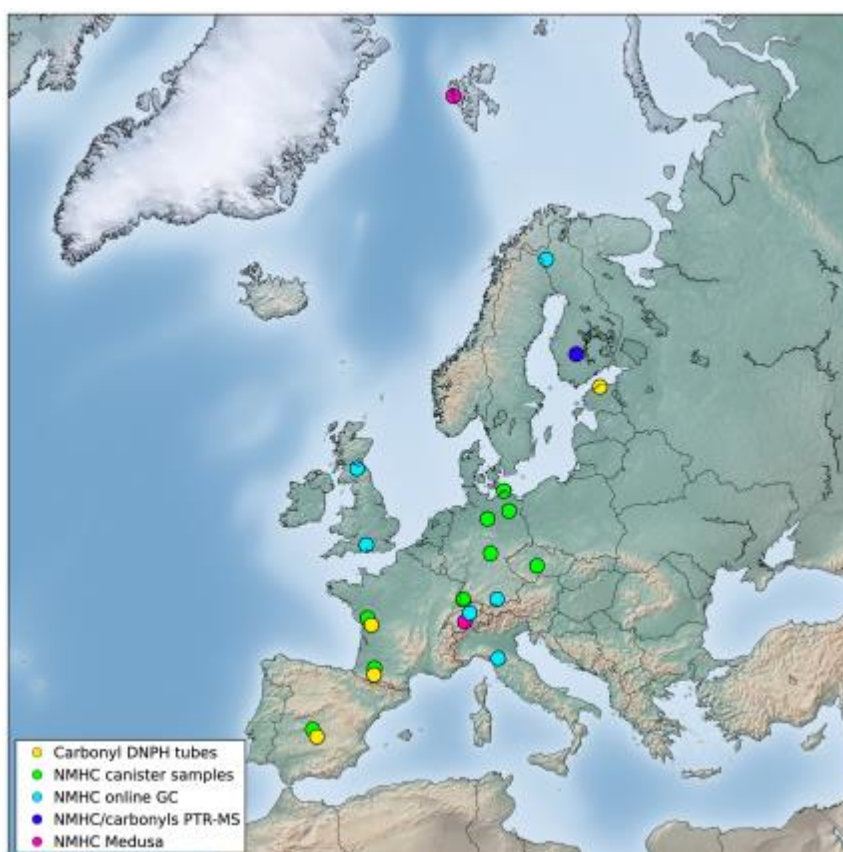 Carbonyl DNPH tubes
NMHC canister samples
NMHC online GC
NMHC/carbonyls PTR-MS
NMHC Medusa